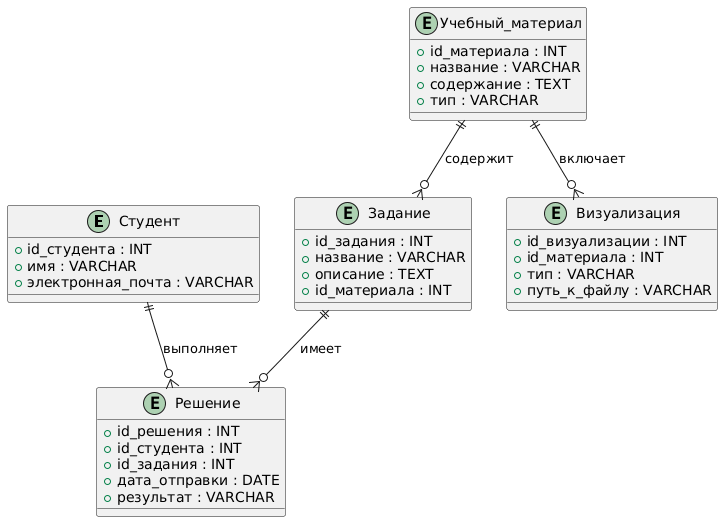 E Учебный_материал
id_материала : INT
название : VARCHAR
содержание : TEXT
тип : VARCHAR
содержит
включает
E Студент
id_студента : INT
имя : VARCHAR
электронная_почта : VARCHAR
E Задание
id_задания : INT
название : VARCHAR
описание : TEXT
id_материала : INT
E Визуализация
id_визуализации : INT
id_материала : INT
тип : VARCHAR
путь_к_файлу : VARCHAR
выполняет
имеет
E Решение
id_решения : INT
id_студента : INT
id_задания : INT
дата_отправки : DATE
результат : VARCHAR